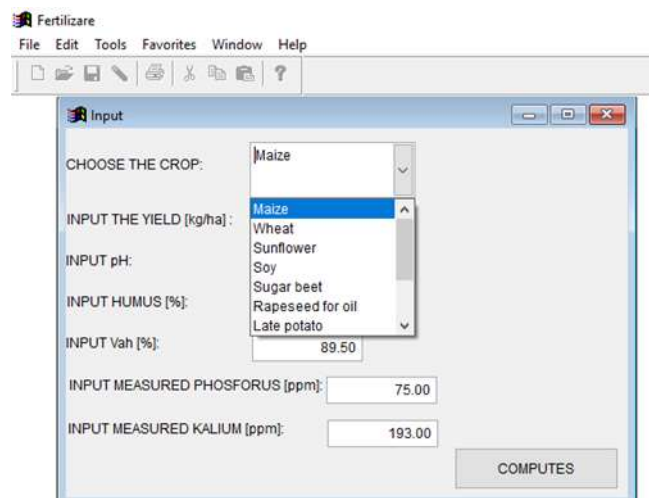 Fertilizare
File Edit Tools Favorites Window Help
?
Input
CHOOSE THE CROP:
Maize
Maize
INPUT THE YIELD [kg/ha] :
Wheat
Sunflower
INPUT pH:
Soy
Sugar beet
INPUT HUMUS [%]:
Rapeseed for oil
Late potato
INPUT Vah [%]:
89.50
INPUT MEASURED PHOSFORUS [ppm]:
75.00
INPUT MEASURED KALIUM [ppm]:
193.00
COMPUTES